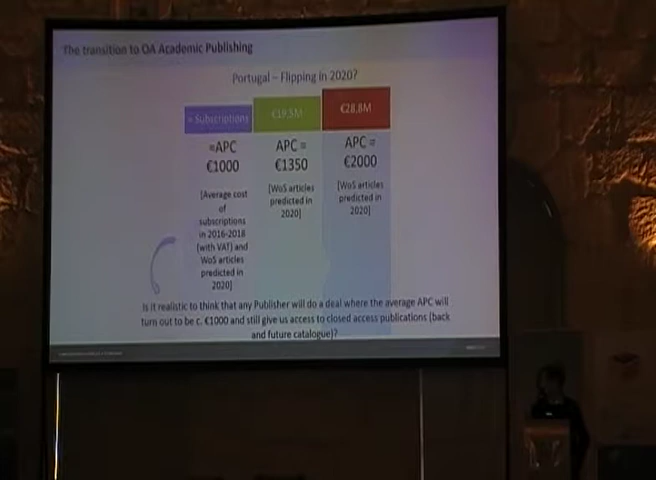 The transition to OA Academic Publishing
Portugal – Flipping in 2020?
= Subscriptions
€19,5M
€28,8M
=APC
€1000
APC =
€1350
APC =
€2000
[Average cost
of
subscriptions
in 2016-2018
(with VAT) and
WoS articles
predicted in
2020]
[WoS articles
predicted in
2020]
[WoS articles
predicted in
2020]
Is it realistic to think that any Publisher will do a deal where the average APC will
turn out to be c. €1000 and still give us access to closed access publications (back
and future catalogue)?